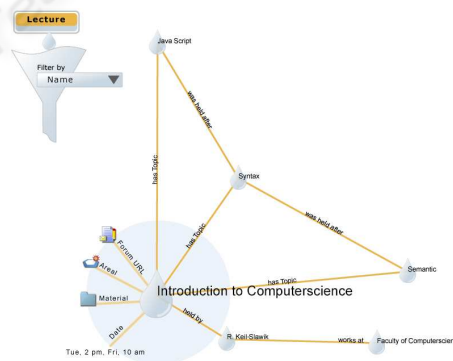 Lecture
Filter by
Name
Java Script
was held after
has Topic
Syntax
was held after
has Topic
Semantic
has Topic
Introduction to Computerscience
Forum URL
Areal
Material
Date
Tue, 2 pm, Fri, 10 am
held by
R. Keil-Slawik
works at
Faculty of Computerscier